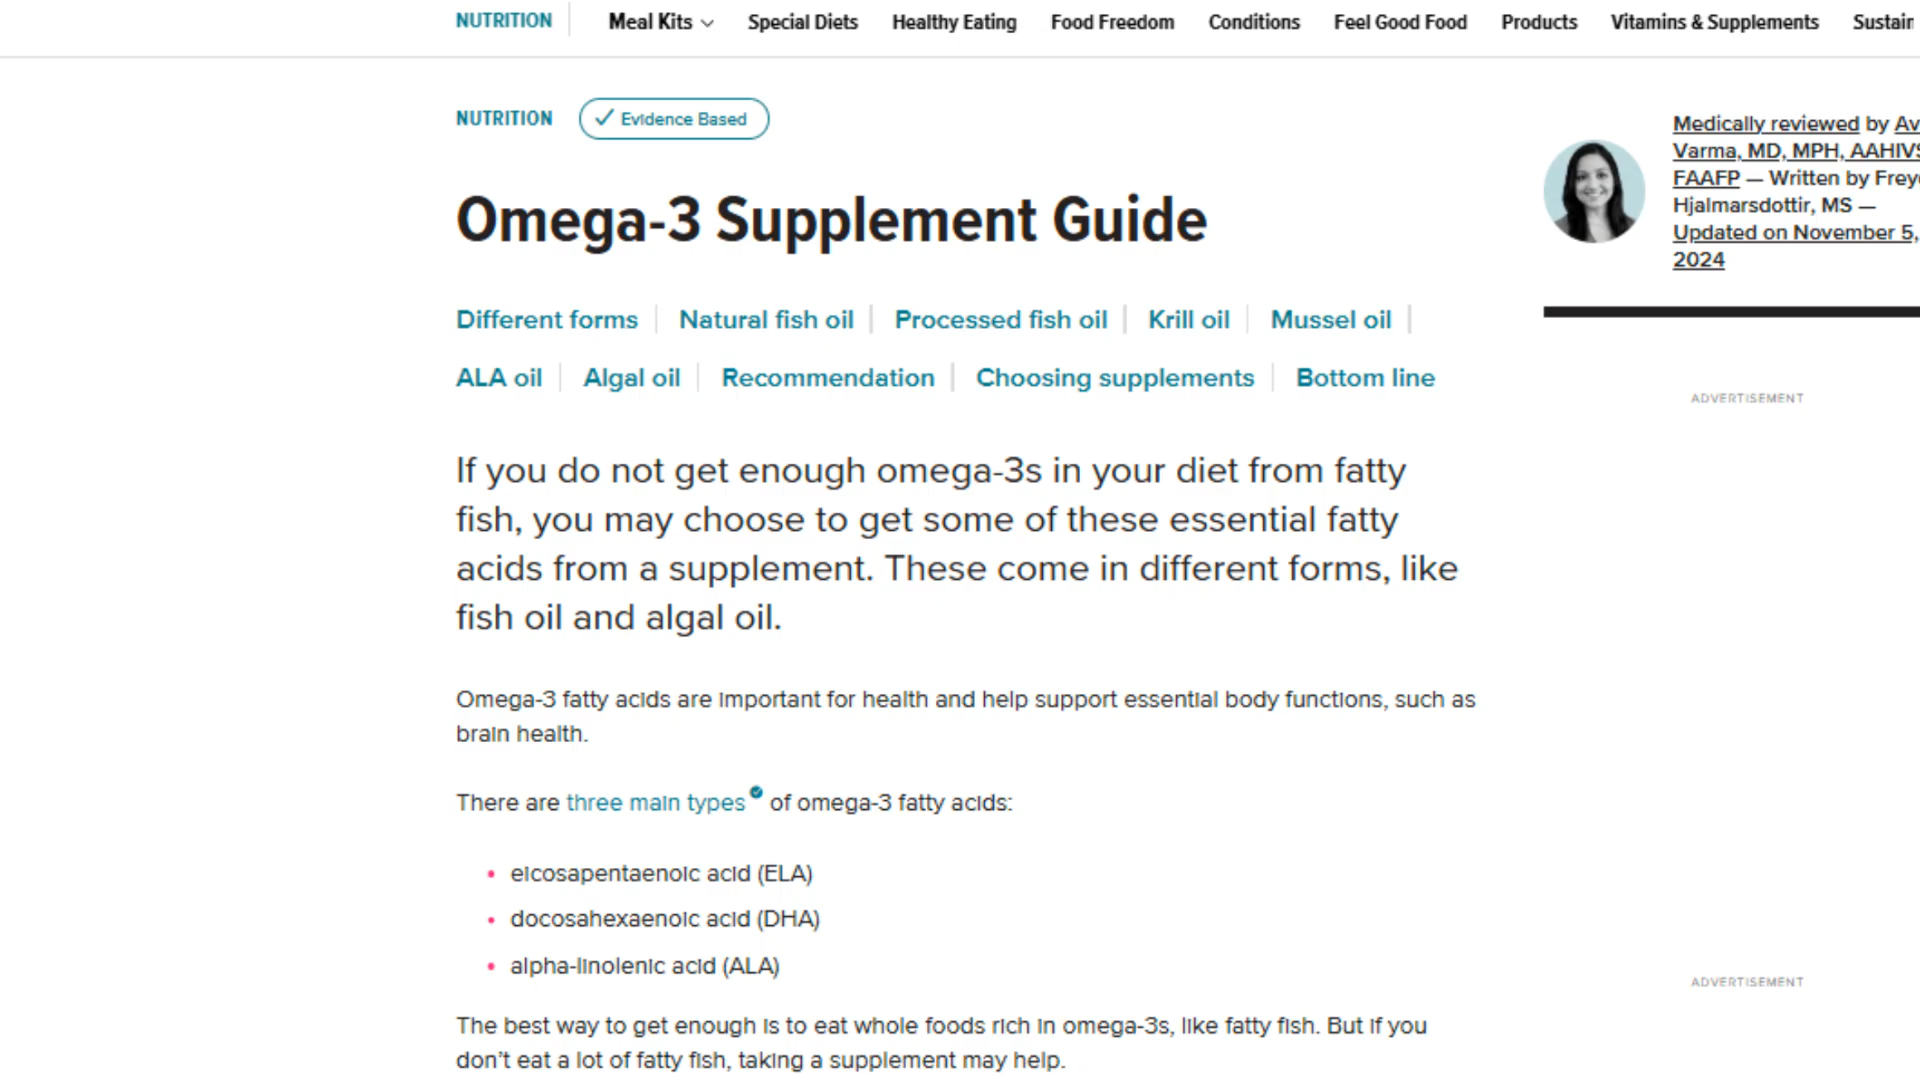 NUTRITION
Meal Kits
Special Diets
Healthy Eating
Food Freedom
Conditions
Feel Good Food
Products
Vitamins & Supplements
Sustain
NUTRITION
Evidence Based
Omega-3 Supplement Guide
Different forms
Natural fish oil
Processed fish oil
Krill oil
Mussel oil
ALA oil
Algal oil
Recommendation
Choosing supplements
Bottom line
If you do not get enough omega-3s in your diet from fatty
fish, you may choose to get some of these essential fatty
acids from a supplement. These come in different forms, like
fish oil and algal oil.
Omega-3 fatty acids are important for health and help support essential body functions, such as
brain health.
There are three main types of omega-3 fatty acids:
• eicosapentaenoic acid (ELA)
• docosahexaenoic acid (DHA)
• alpha-linolenic acid (ALA)
The best way to get enough is to eat whole foods rich in omega-3s, like fatty fish. But if you
don't eat a lot of fatty fish, taking a supplement may help.
Medically reviewed by Av
Varma, MD, MPH, AAHIVS
FAAFP — Written by Frey
Hjalmarsdottir, MS —
Updated on November 5,
2024
ADVERTISEMENT
ADVERTISEMENT